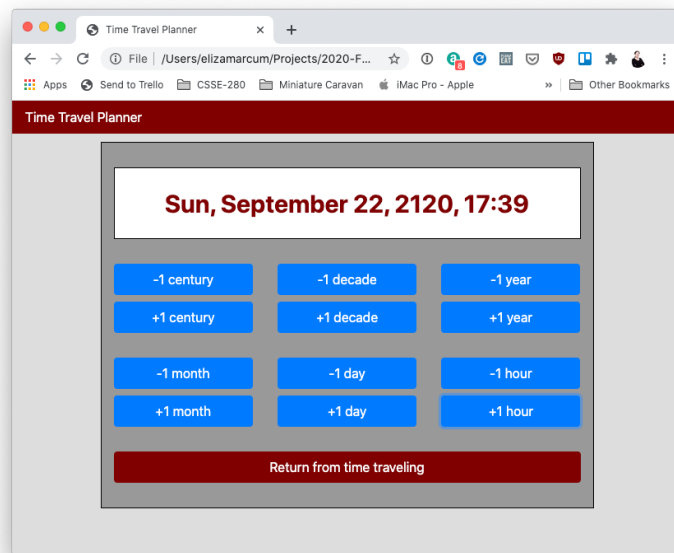 Time Travel Planner
File | /Users/elizamarcum/Projects/2020-F...
Apps Send to Trello CSSE-280 Miniature Caravan iMac Pro - Apple » Other Bookmarks
Time Travel Planner
Sun, September 22, 2120, 17:39
-1 century -1 decade -1 year
+1 century +1 decade +1 year
-1 month -1 day -1 hour
+1 month +1 day +1 hour
Return from time traveling